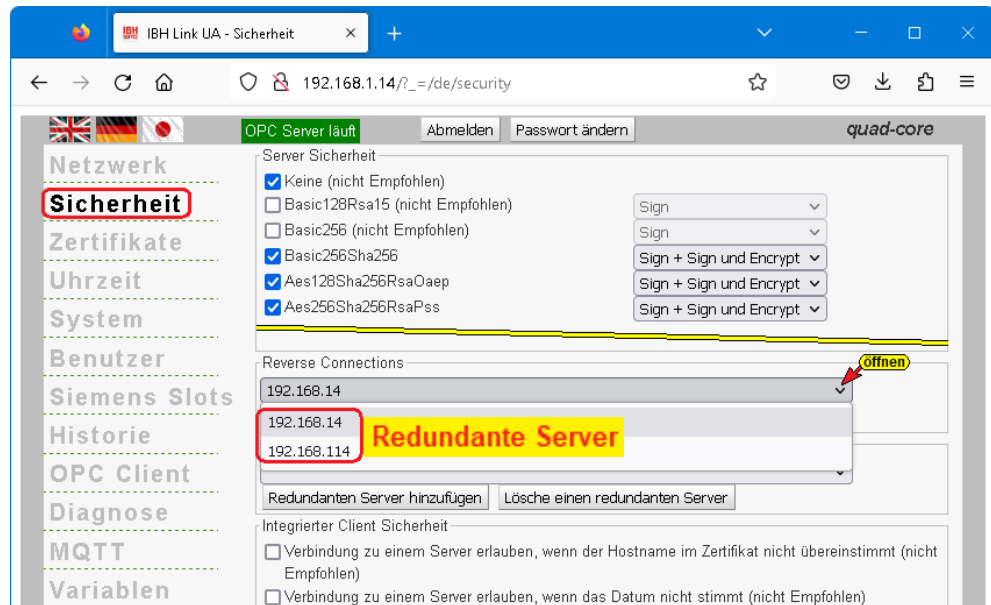 IBH SOFTEC IBH Link UA - Sicherheit
192.168.1.14/?_=/de/security
OPC Server läuft Abmelden Passwort ändern quad-core
Netzwerk
Sicherheit
Zertifikate
Uhrzeit
System
Benutzer
Siemens Slots
Historie
OPC Client
Diagnose
MQTT
Variablen
Server Sicherheit
Keine (nicht Empfohlen)
Basic128Rsa15 (nicht Empfohlen) Sign
Basic256 (nicht Empfohlen) Sign
Basic256Sha256 Sign + Sign und Encrypt
Aes128Sha256RsaOaep Sign + Sign und Encrypt
Aes256Sha256RsaPss Sign + Sign und Encrypt
Reverse Connections
öffnen
192.168.14
192.168.14
192.168.114
Redundante Server
Redundanten Server hinzufügen Lösche einen redundanten Server
Integrierter Client Sicherheit
Verbindung zu einem Server erlauben, wenn der Hostname im Zertifikat nicht übereinstimmt (nicht
Empfohlen)
Verbindung zu einem Server erlauben, wenn das Datum nicht stimmt (nicht Empfohlen)